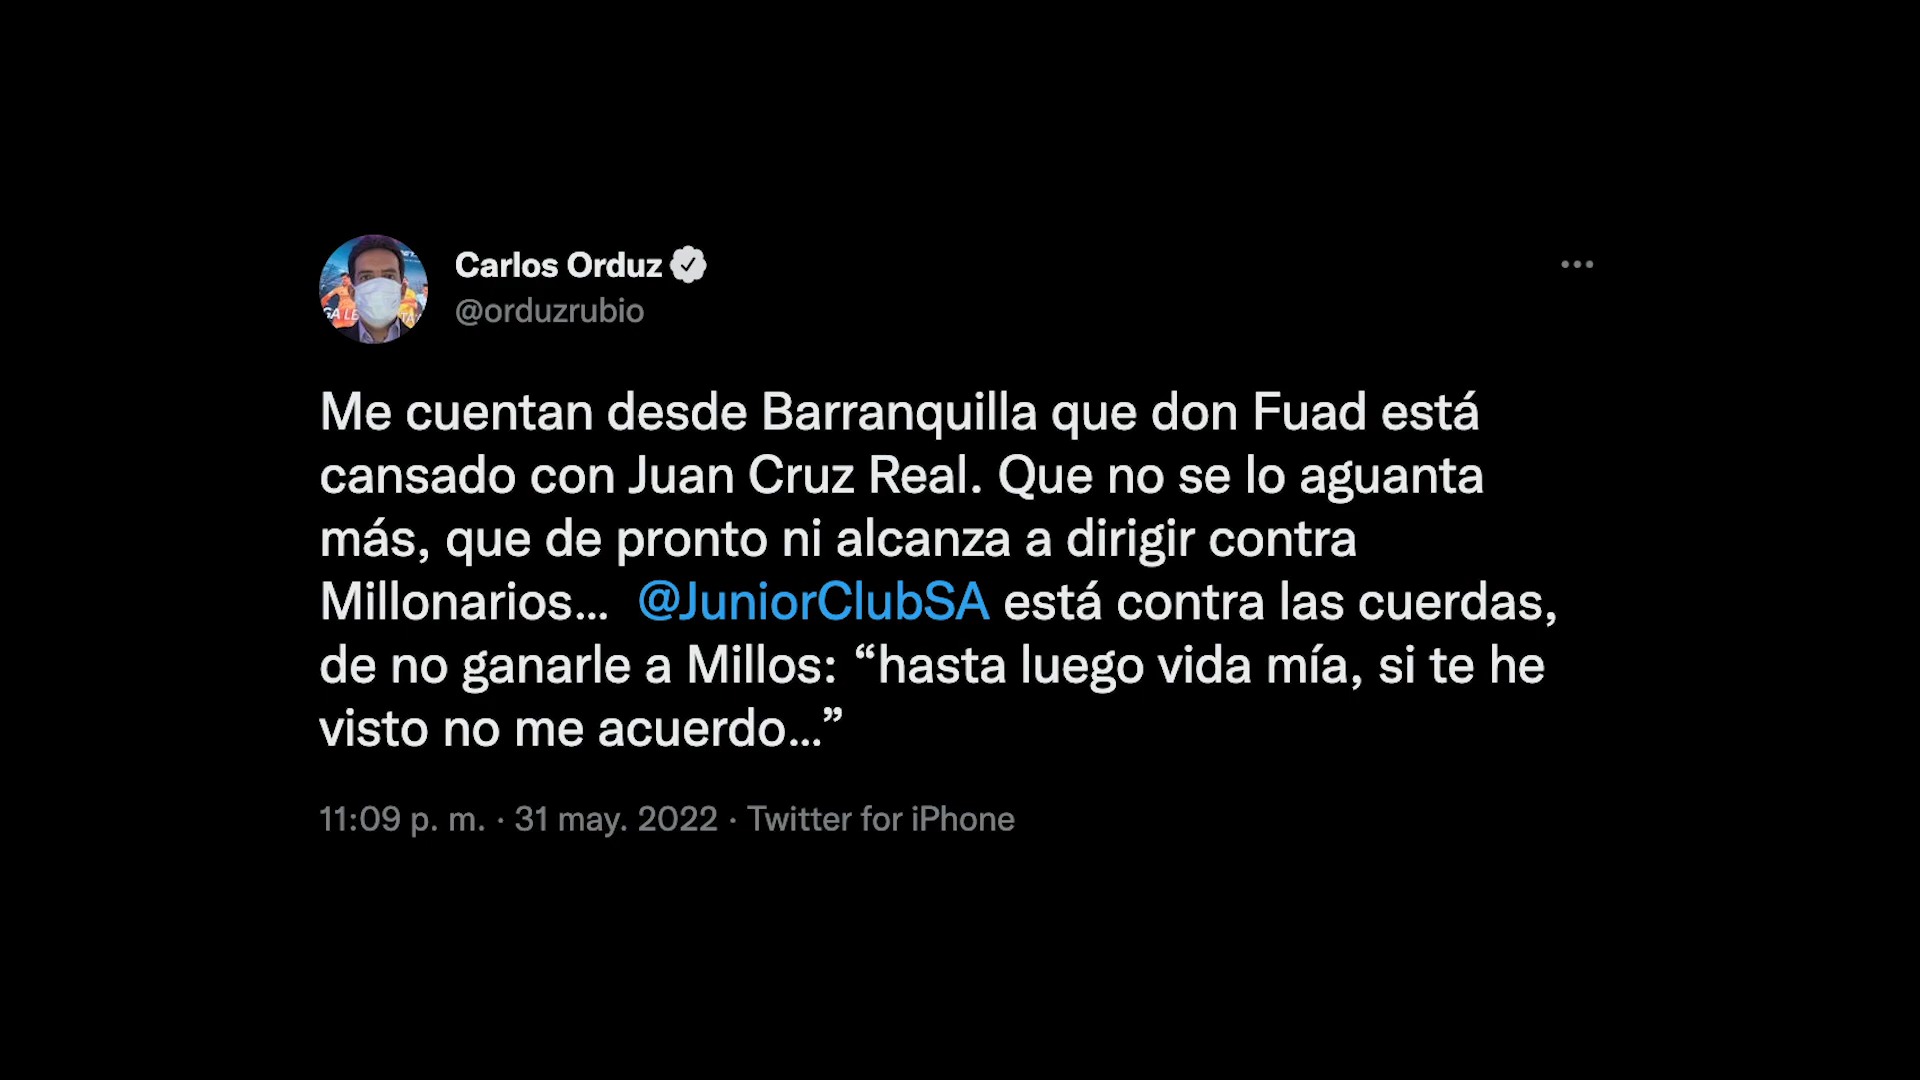 Carlos Orduz
@orduzrubio
Me cuentan desde Barranquilla que don Fuad está
cansado con Juan Cruz Real. Que no se lo aguanta
más, que de pronto ni alcanza a dirigir contra
Millonarios... @JuniorClubSA está contra las cuerdas,
de no ganarle a Millos: “hasta luego vida mía, si te he
visto no me acuerdo...”
11:09 p. m. · 31 may. 2022 · Twitter for iPhone